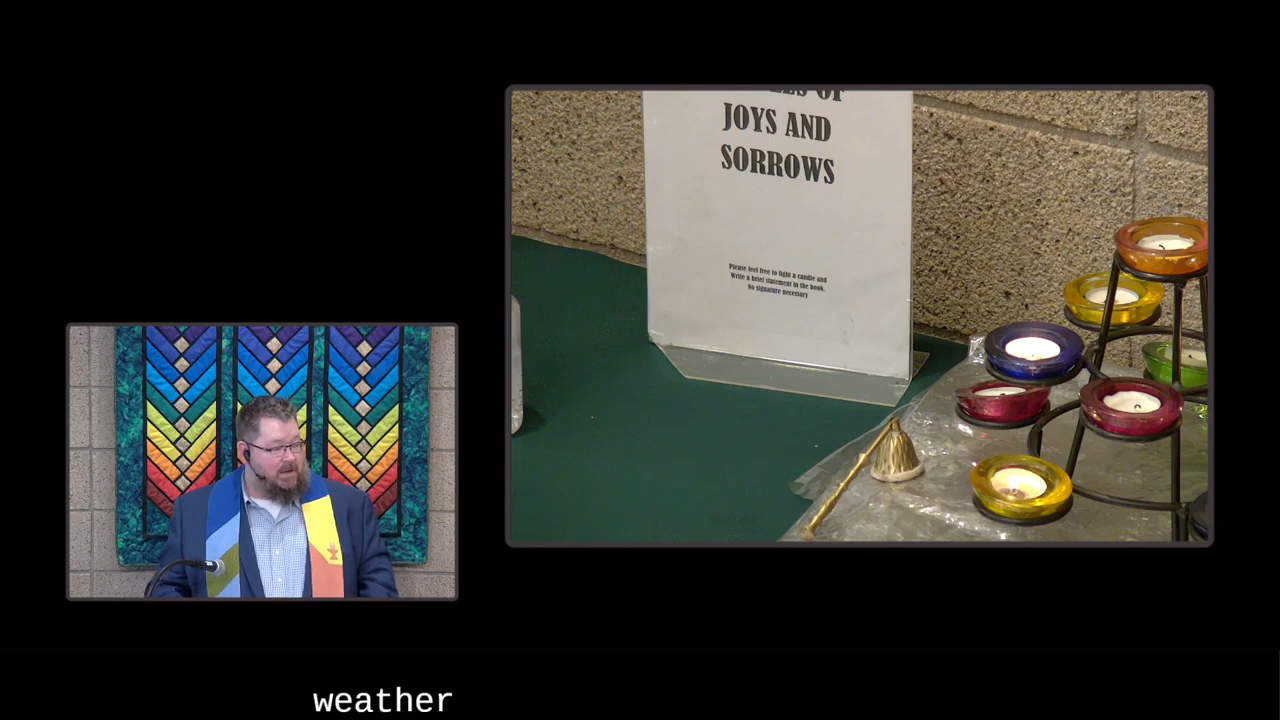 OF
JOYS AND
SORROWS
Please feel free to light a candle and
Write a brief statement in the book.
No signature necessary
weather